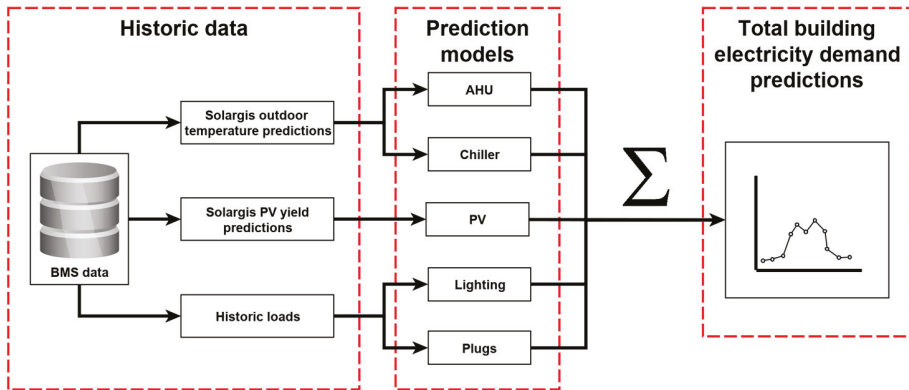 Historic data
Prediction
models
Total building
electricity demand
predictions
Solargis outdoor
temperature predictions
AHU
Chiller
Σ
Solargis PV yield
predictions
PV
BMS data
Historic loads
Lighting
Plugs